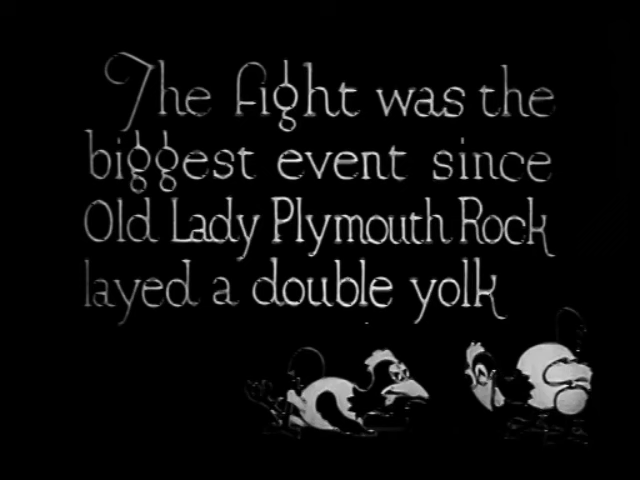 The fight was the
biggest event since
Old Lady Plymouth Rock
layed a double yolk